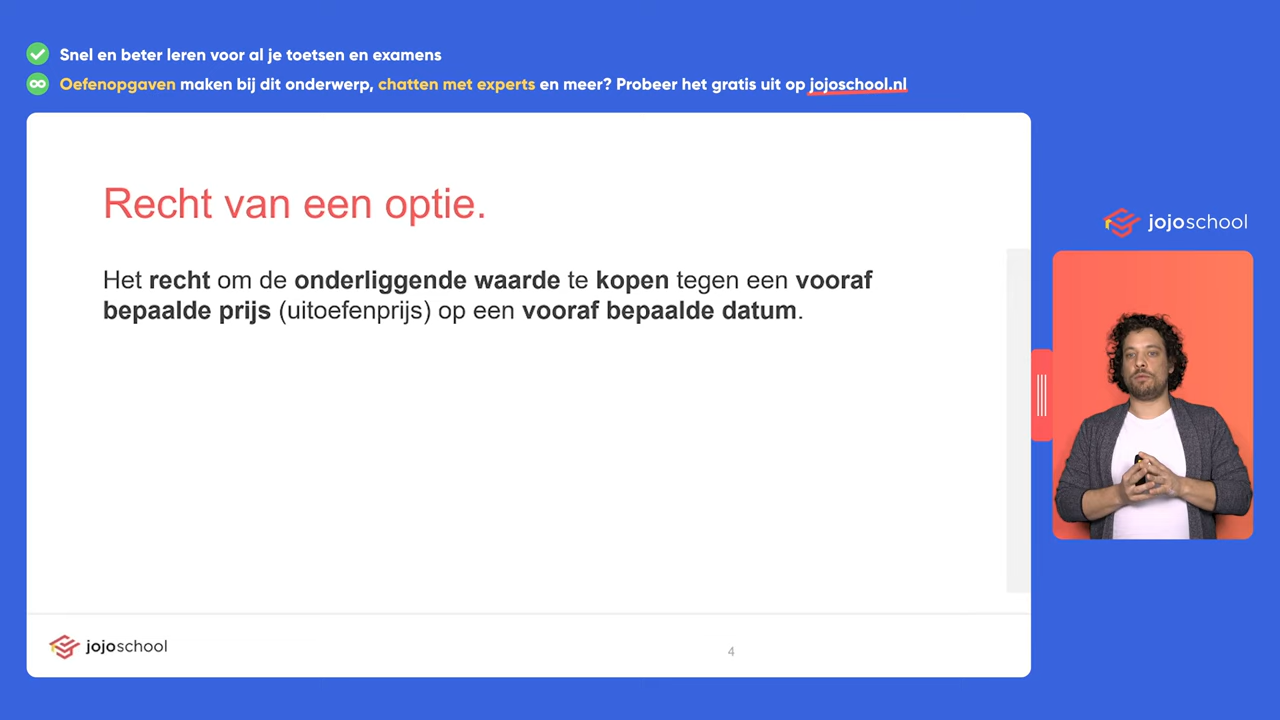 Snel en beter leren voor al je toetsen en examens
Oefenopgaven maken bij dit onderwerp, chatten met experts en meer? Probeer het gratis uit op jojoschool.nl
Recht van een optie.
Het recht om de onderliggende waarde te kopen tegen een vooraf
bepaalde prijs (uitoefenprijs) op een vooraf bepaalde datum.
jojoschool
jojoschool
4